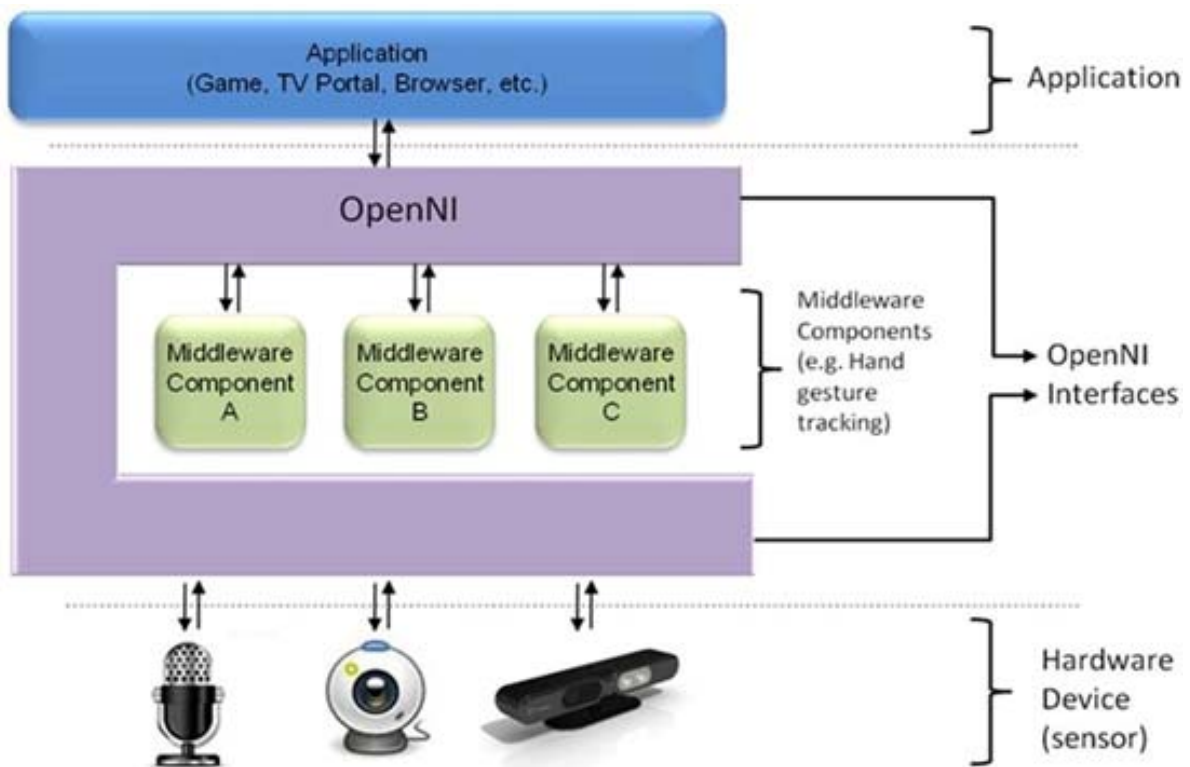 Application
(Game, TV Portal, Browser, etc.)
Application
OpenNI
Middleware
Component
A
Middleware
Component
B
Middleware
Component
C
Middleware
Components
(e.g. Hand
gesture
tracking)
OpenNI
Interfaces
Hardware
Device
(sensor)